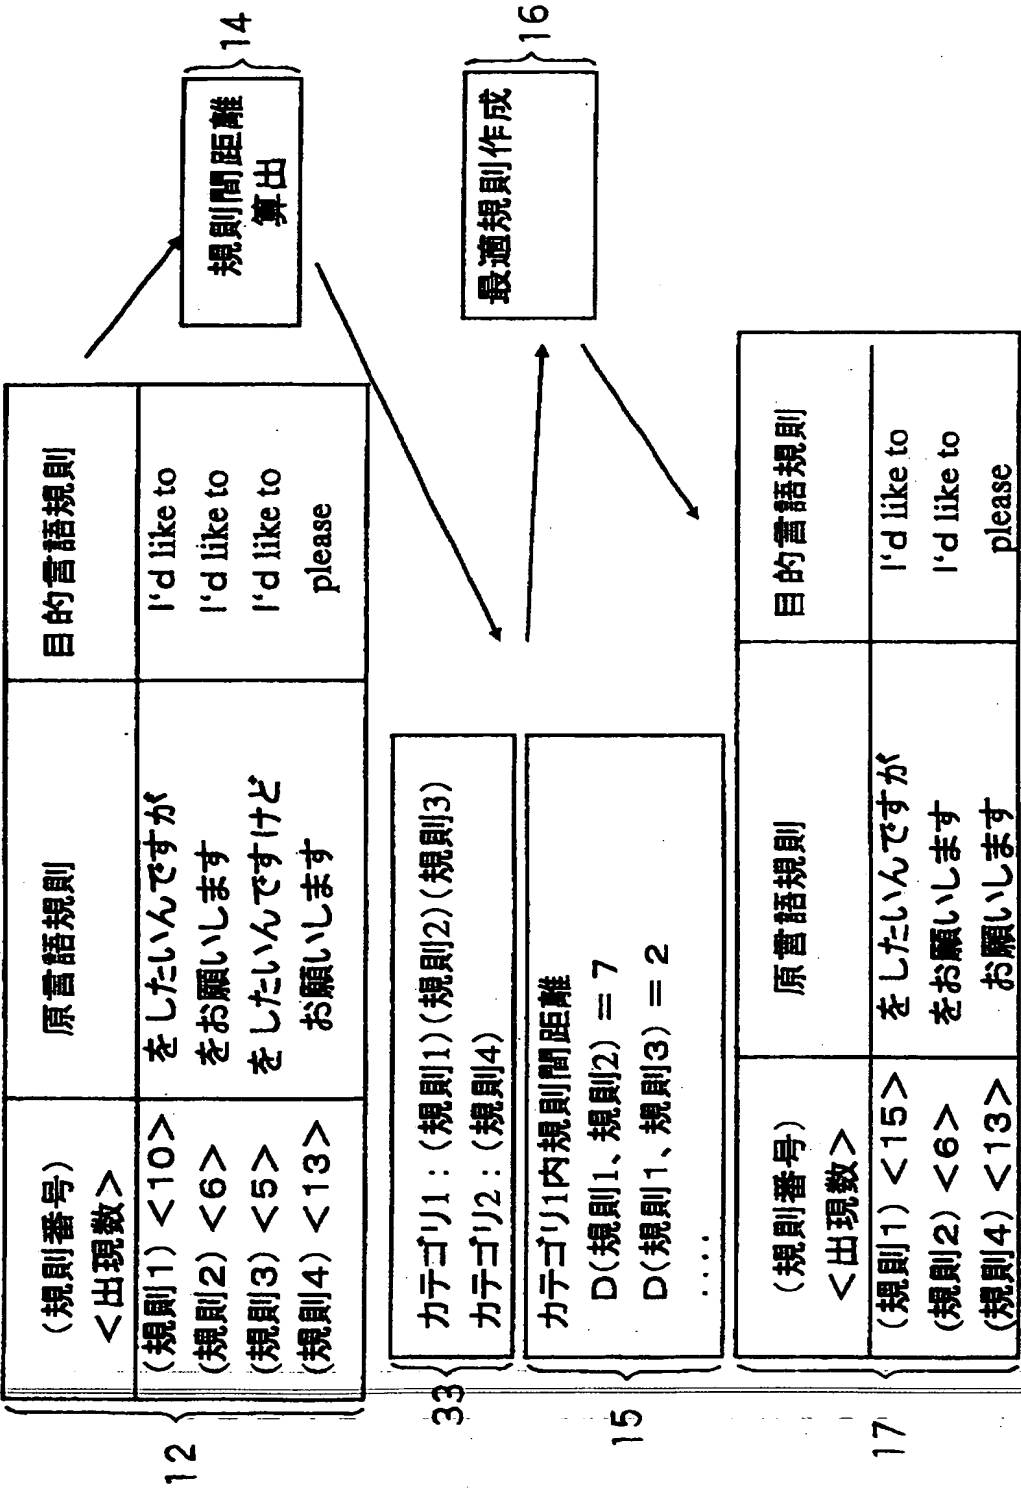 (規則番号) 原言語規則 目的言語規則
<出現数>
(規則1) <10> をしたいんですが I‘d like to
(規則2) <6> をお願いします I‘d like to
(規則3) <5> をしたいんですけど I‘d like to
(規則4) <13> お願いします please
12
規則間距離
算出
14
カテゴリ1：(規則1)(規則2)(規則3)
カテゴリ2：(規則4)
33
カテゴリ1内規則間距離
D(規則1、規則2)＝7
D(規則1、規則3)＝2
....
15
最適規則作成
16
(規則番号) 原言語規則 目的言語規則
<出現数>
(規則1) <15> をしたいんですが I‘d like to
(規則2) <6> をお願いします I‘d like to
(規則4) <13> お願いします please
17